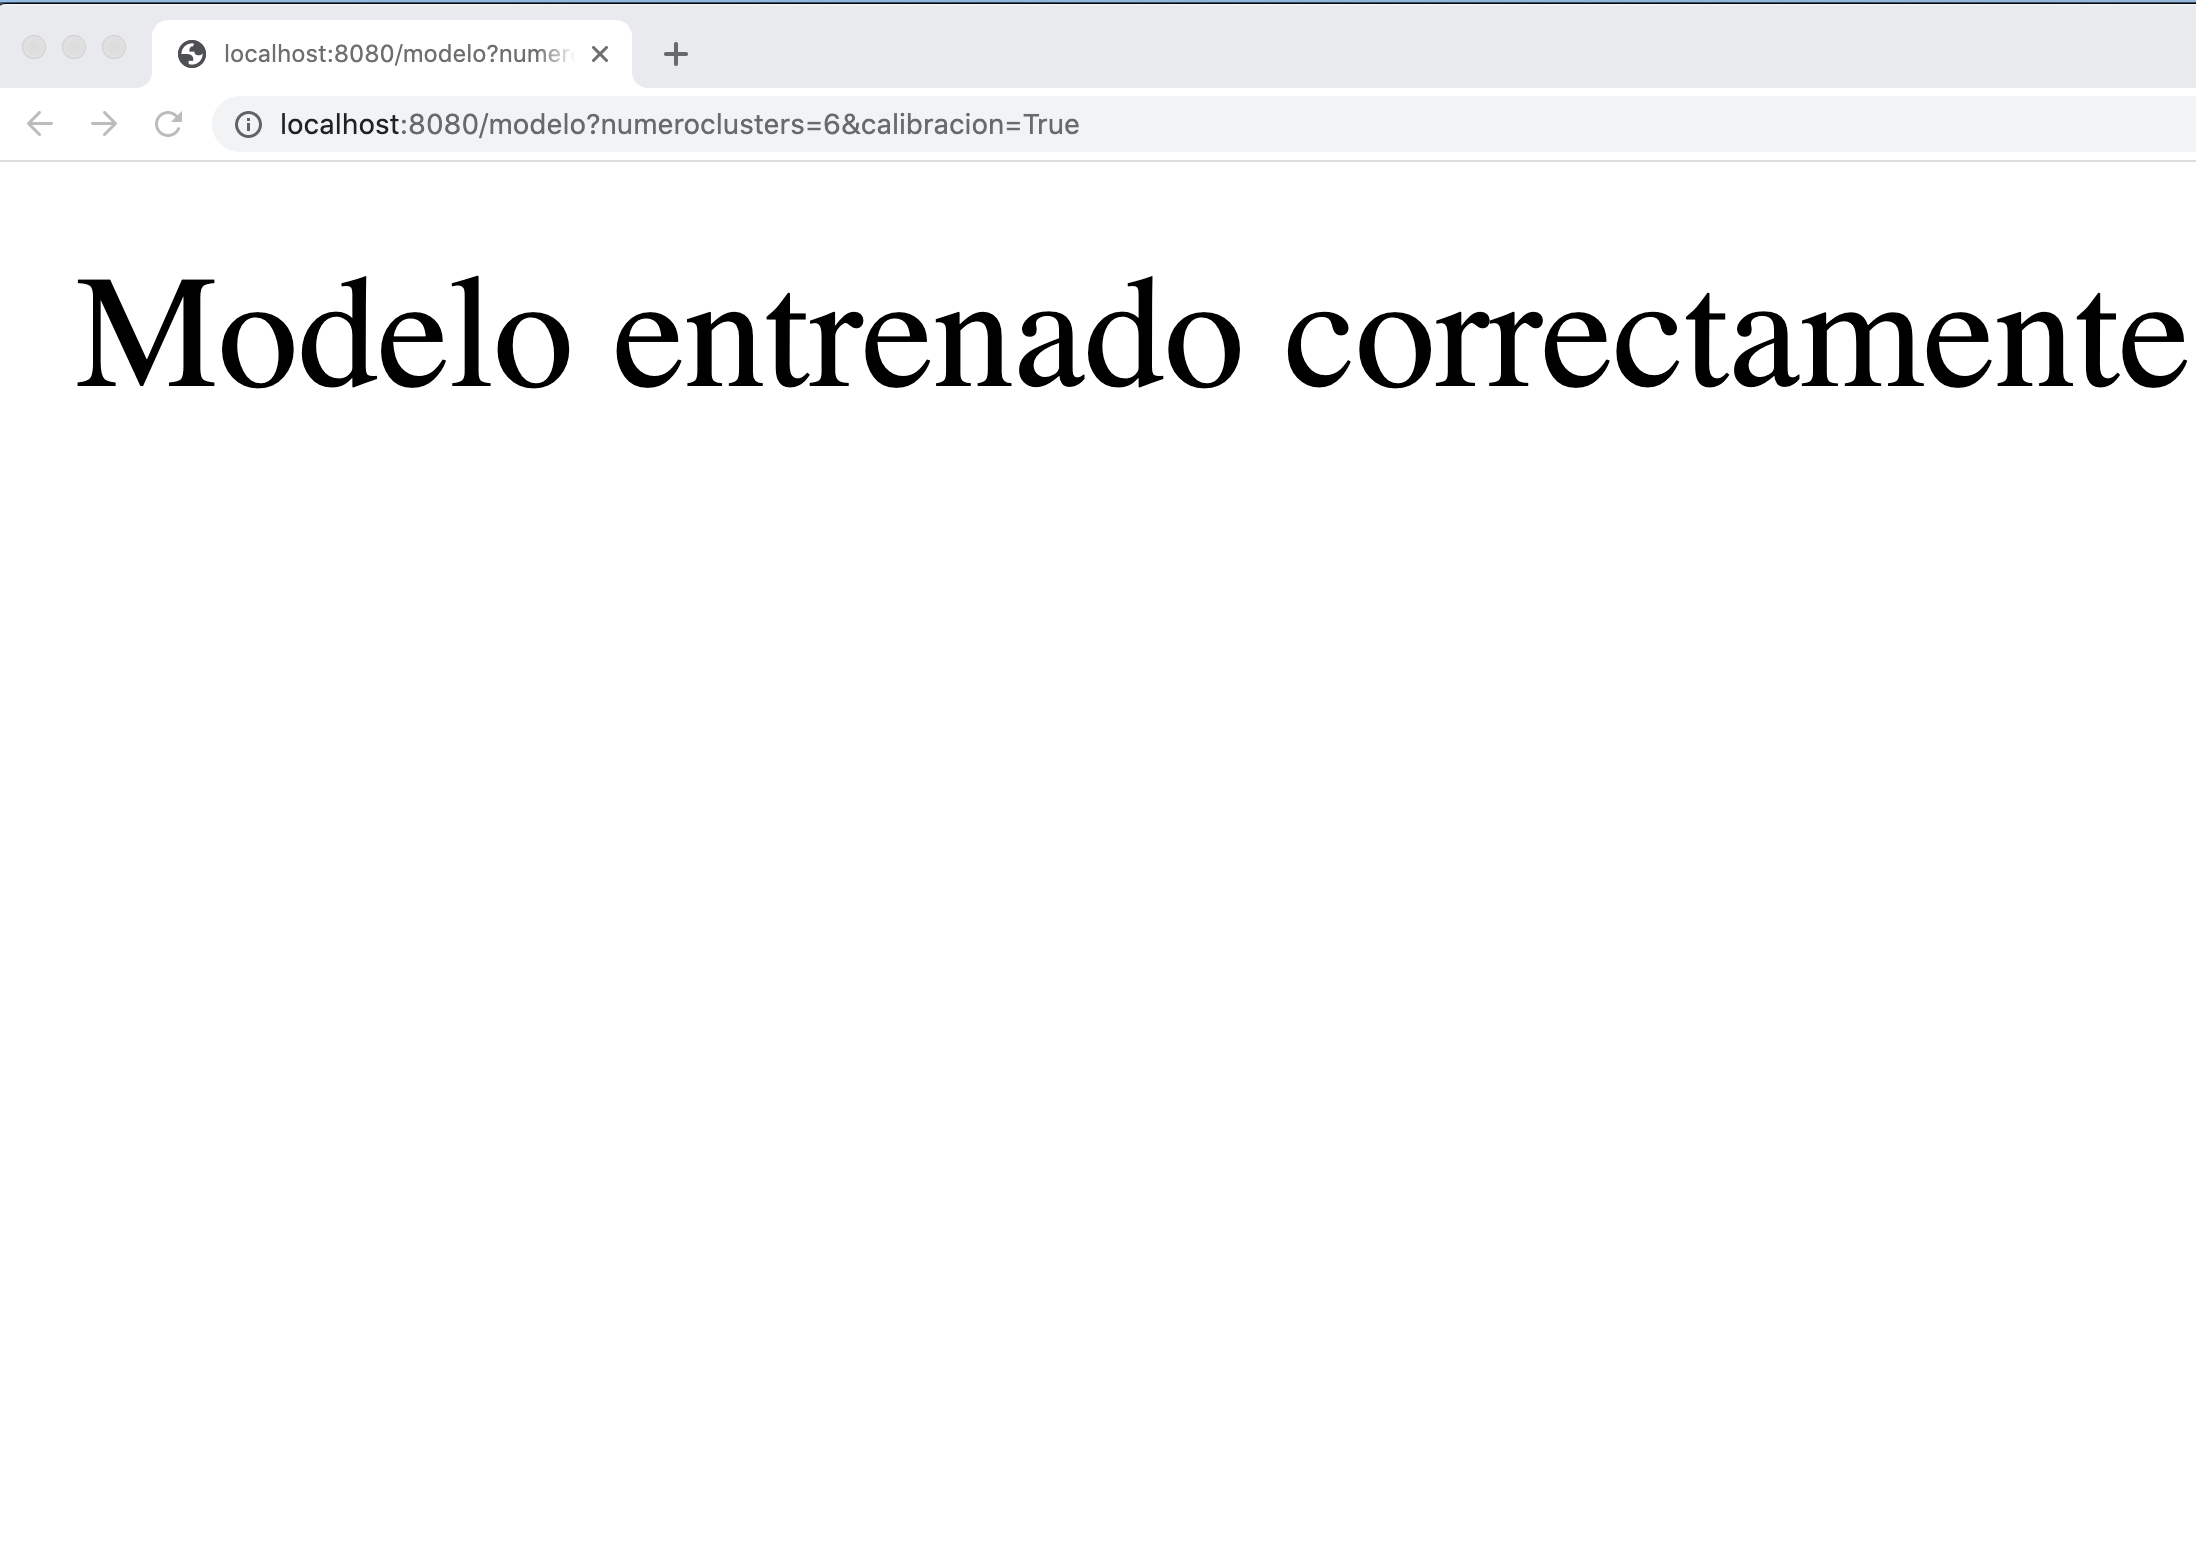 localhost:8080/modelo?numer
localhost:8080/modelo?numeroclusters=6&calibracion=True
Modelo entrenado correctamente